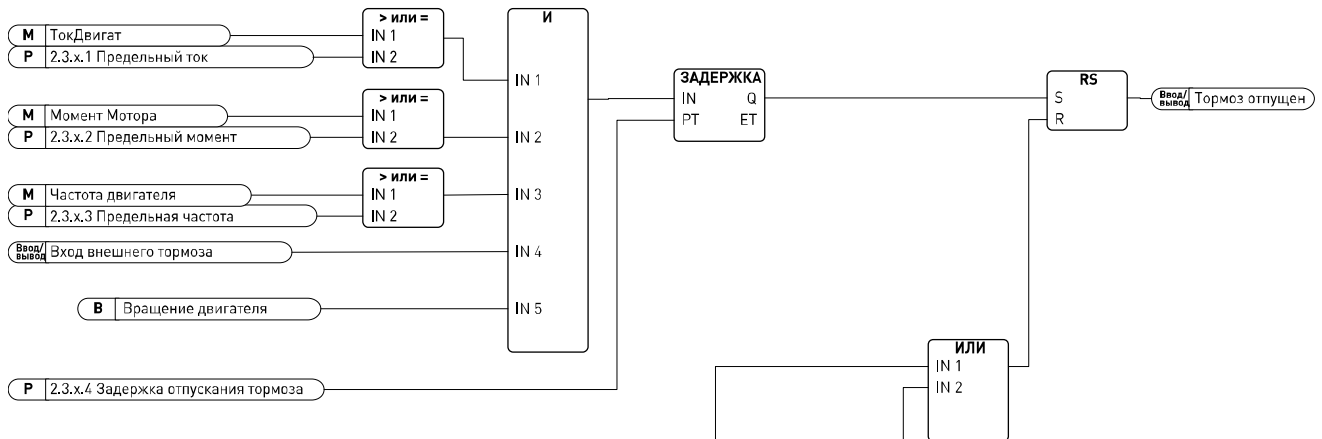 > или =
М ТокДвигат
IN 1
Р 2.3.x.1 Предельный ток
IN 2
> или =
М Момент Мотора
IN 1
Р 2.3.x.2 Предельный момент
IN 2
> или =
М Частота двигателя
IN 1
Р 2.3.x.3 Предельная частота
IN 2
Ввод/
вывод
Вход внешнего тормоза
В Вращение двигателя
Р 2.3.x.4 Задержка отпускания тормоза
И
IN 1
IN 2
IN 3
IN 4
IN 5
ЗАДЕРЖКА
IN Q
PT ET
RS
S
R
Ввод/
вывод
Тормоз отпущен
ИЛИ
IN 1
IN 2